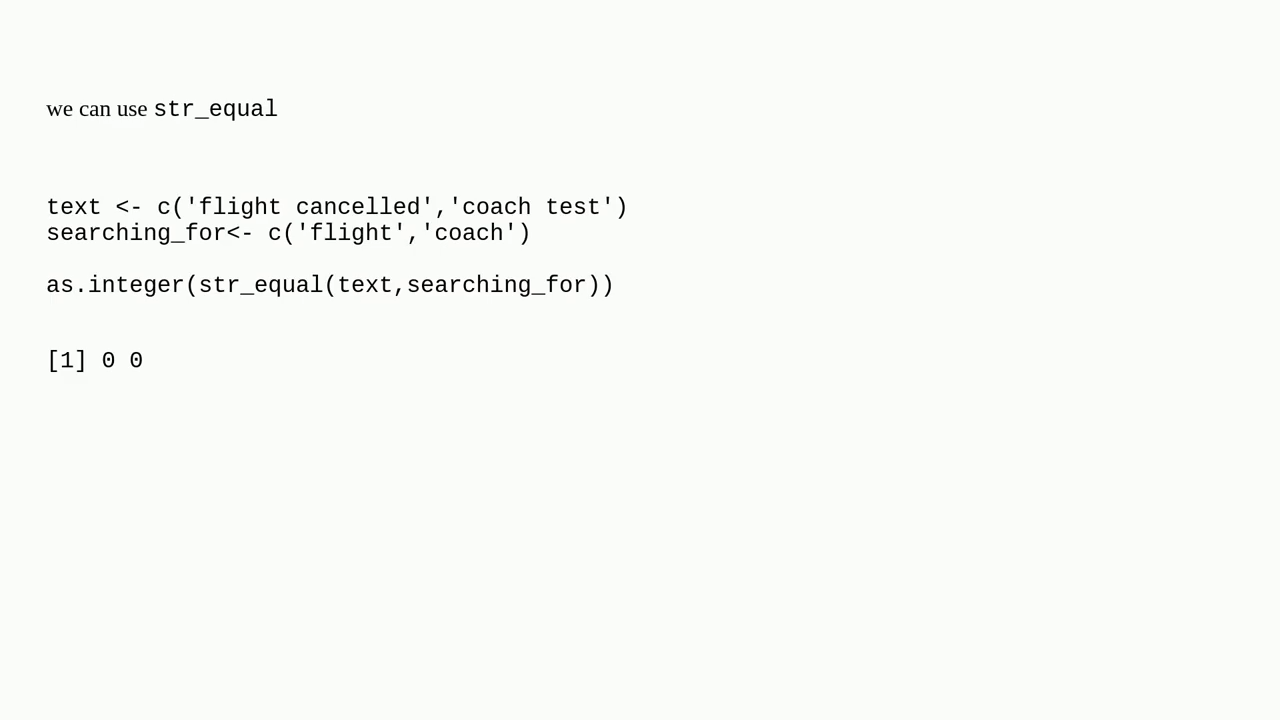 we can use str_equal
text <- c('flight cancelled','coach test')
searching_for<- c('flight','coach')
as.integer(str_equal(text,searching_for))
[1] 0 0